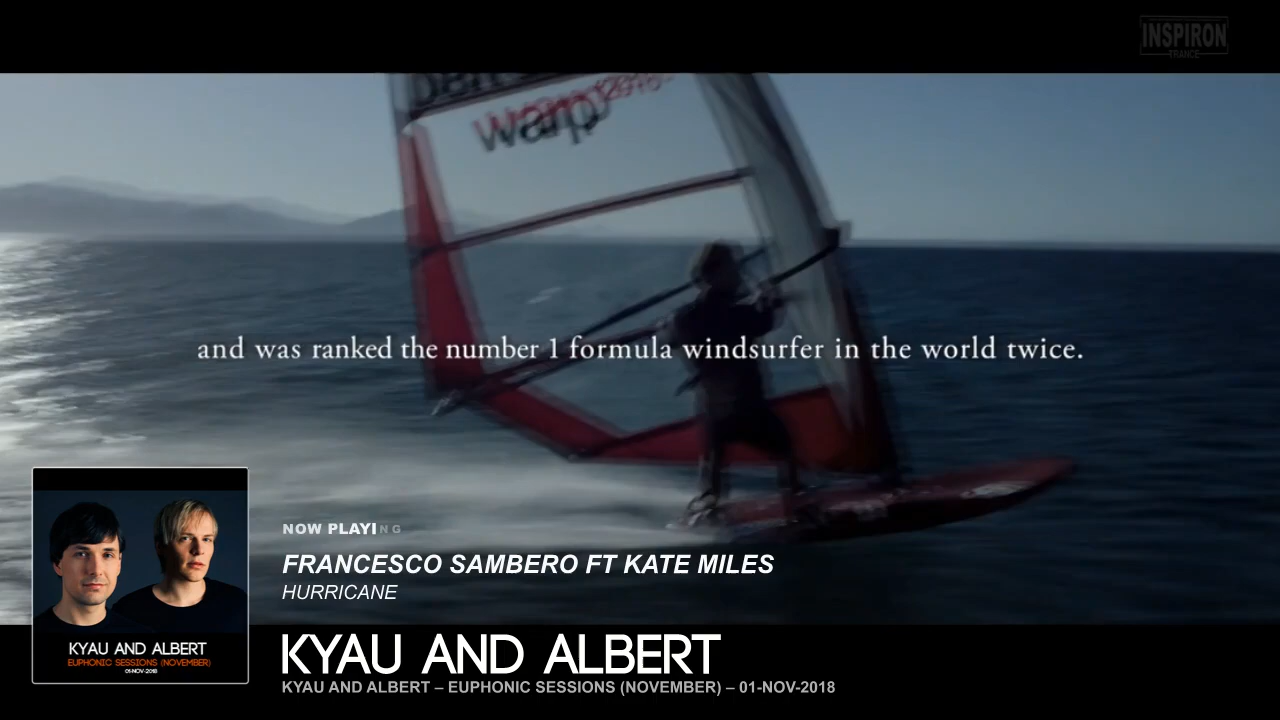 INSPIRON
TRANCE
warp
and was ranked the number 1 formula windsurfer in the world twice.
NOW PLAYING
FRANCESCO SAMBERO FT KATE MILES
HURRICANE
KYAU AND ALBERT
KYAU AND ALBERT – EUPHONIC SESSIONS (NOVEMBER) – 01-NOV-2018
KYAU AND ALBERT
EUPHONIC SESSIONS (NOVEMBER)
01-NOV-2018